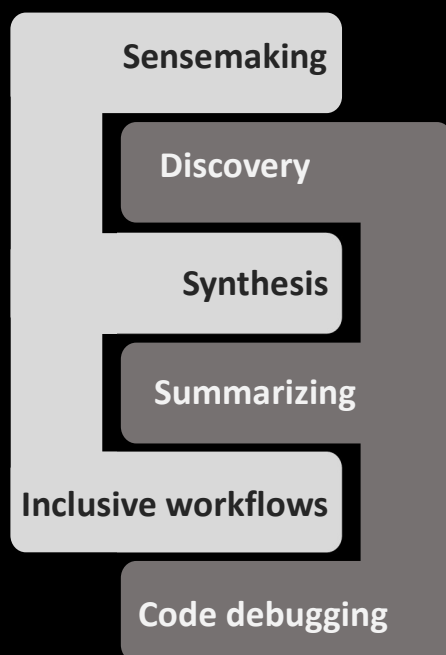 Sensemaking
Discovery
Synthesis
Summarizing
Inclusive workflows
Code debugging